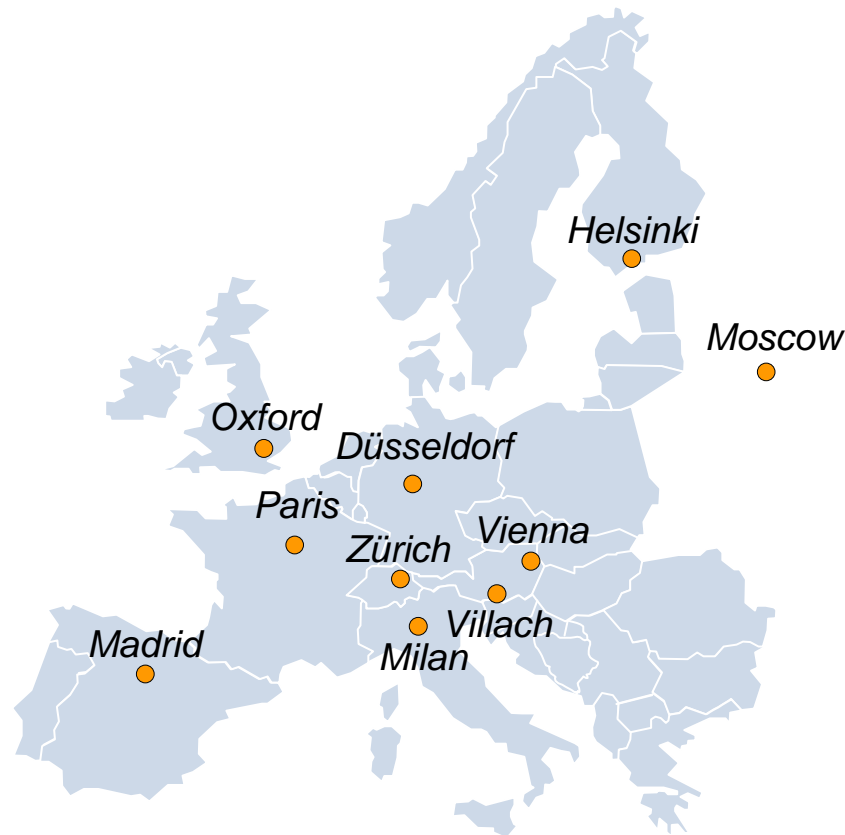 Helsinki
Moscow
Oxford
Düsseldorf
Paris
Vienna
Zürich
Villach
Madrid
Milan